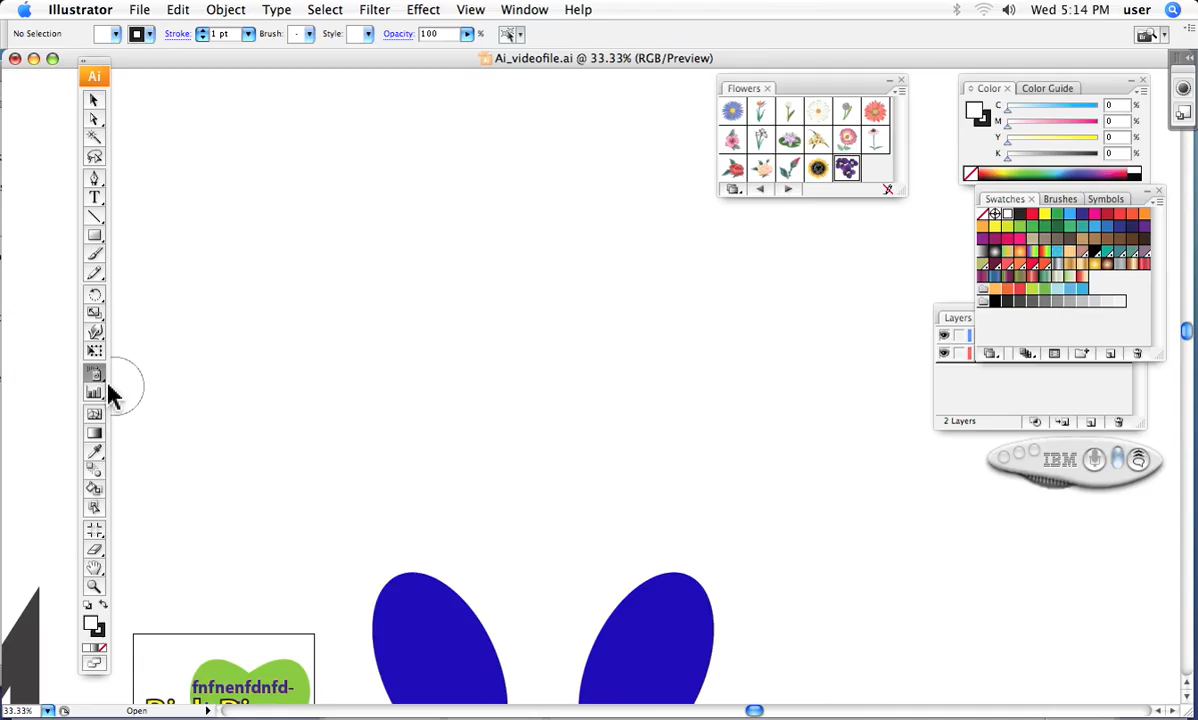 Illustrator File Edit Object Type Select Filter Effect View Window Help Wed 5:14 PM user
No Selection Stroke: 1 pt Brush: Style: Opacity: 100 %
Ai_videofile.ai @ 33.33% (RGB/Preview)
Ai
Flowers
Color Color Guide
C 0 %
M 0 %
Y 0 %
K 0 %
Swatches Brushes Symbols
Layers
2 Layers
IBM
fnfnenfdnfd-
33.33% Open